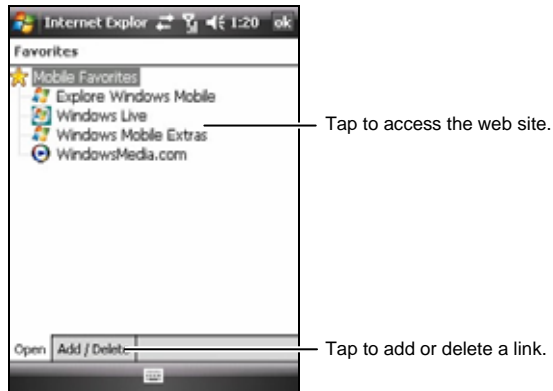 Internet Explor 1:20 ok
Favorites
Mobile Favorites
Explore Windows Mobile
Windows Live
Windows Mobile Extras
WindowsMedia.com
Tap to access the web site.
Open Add / Delete
Tap to add or delete a link.